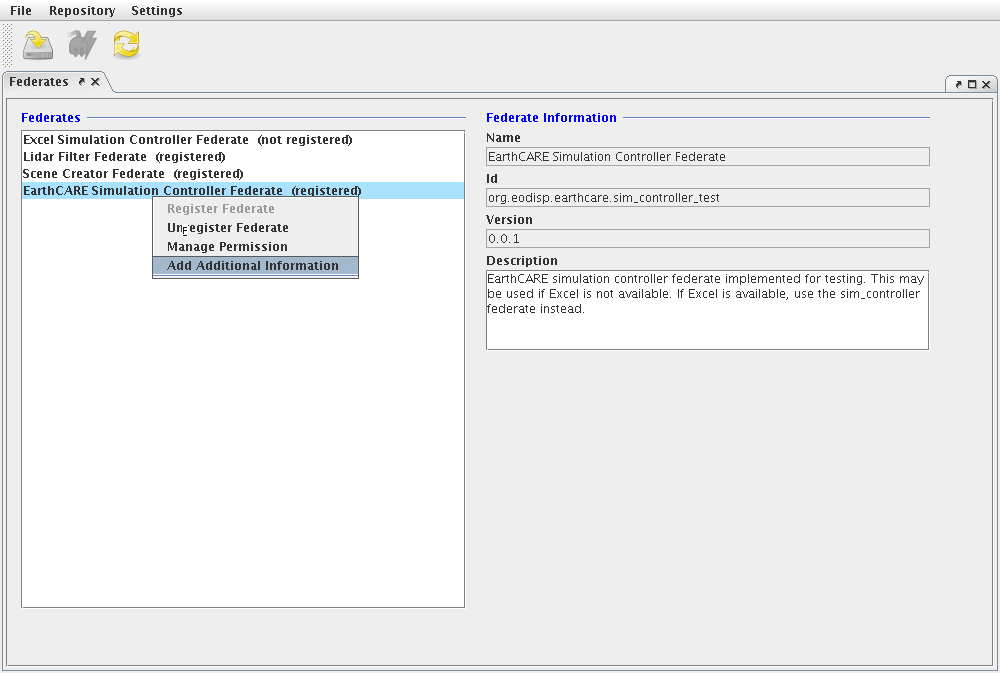 File Repository Settings
Federates
Federates
Excel Simulation Controller Federate (not registered)
Lidar Filter Federate (registered)
Scene Creator Federate (registered)
EarthCARE Simulation Controller Federate (registered)
Register Federate
Unregister Federate
Manage Permission
Add Additional Information
Federate Information
Name
EarthCARE Simulation Controller Federate
Id
org.eodisp.earthcare.sim_controller_test
Version
0.0.1
Description
EarthCARE simulation controller federate implemented for testing. This may
be used if Excel is not available. If Excel is available, use the sim_controller
federate instead.